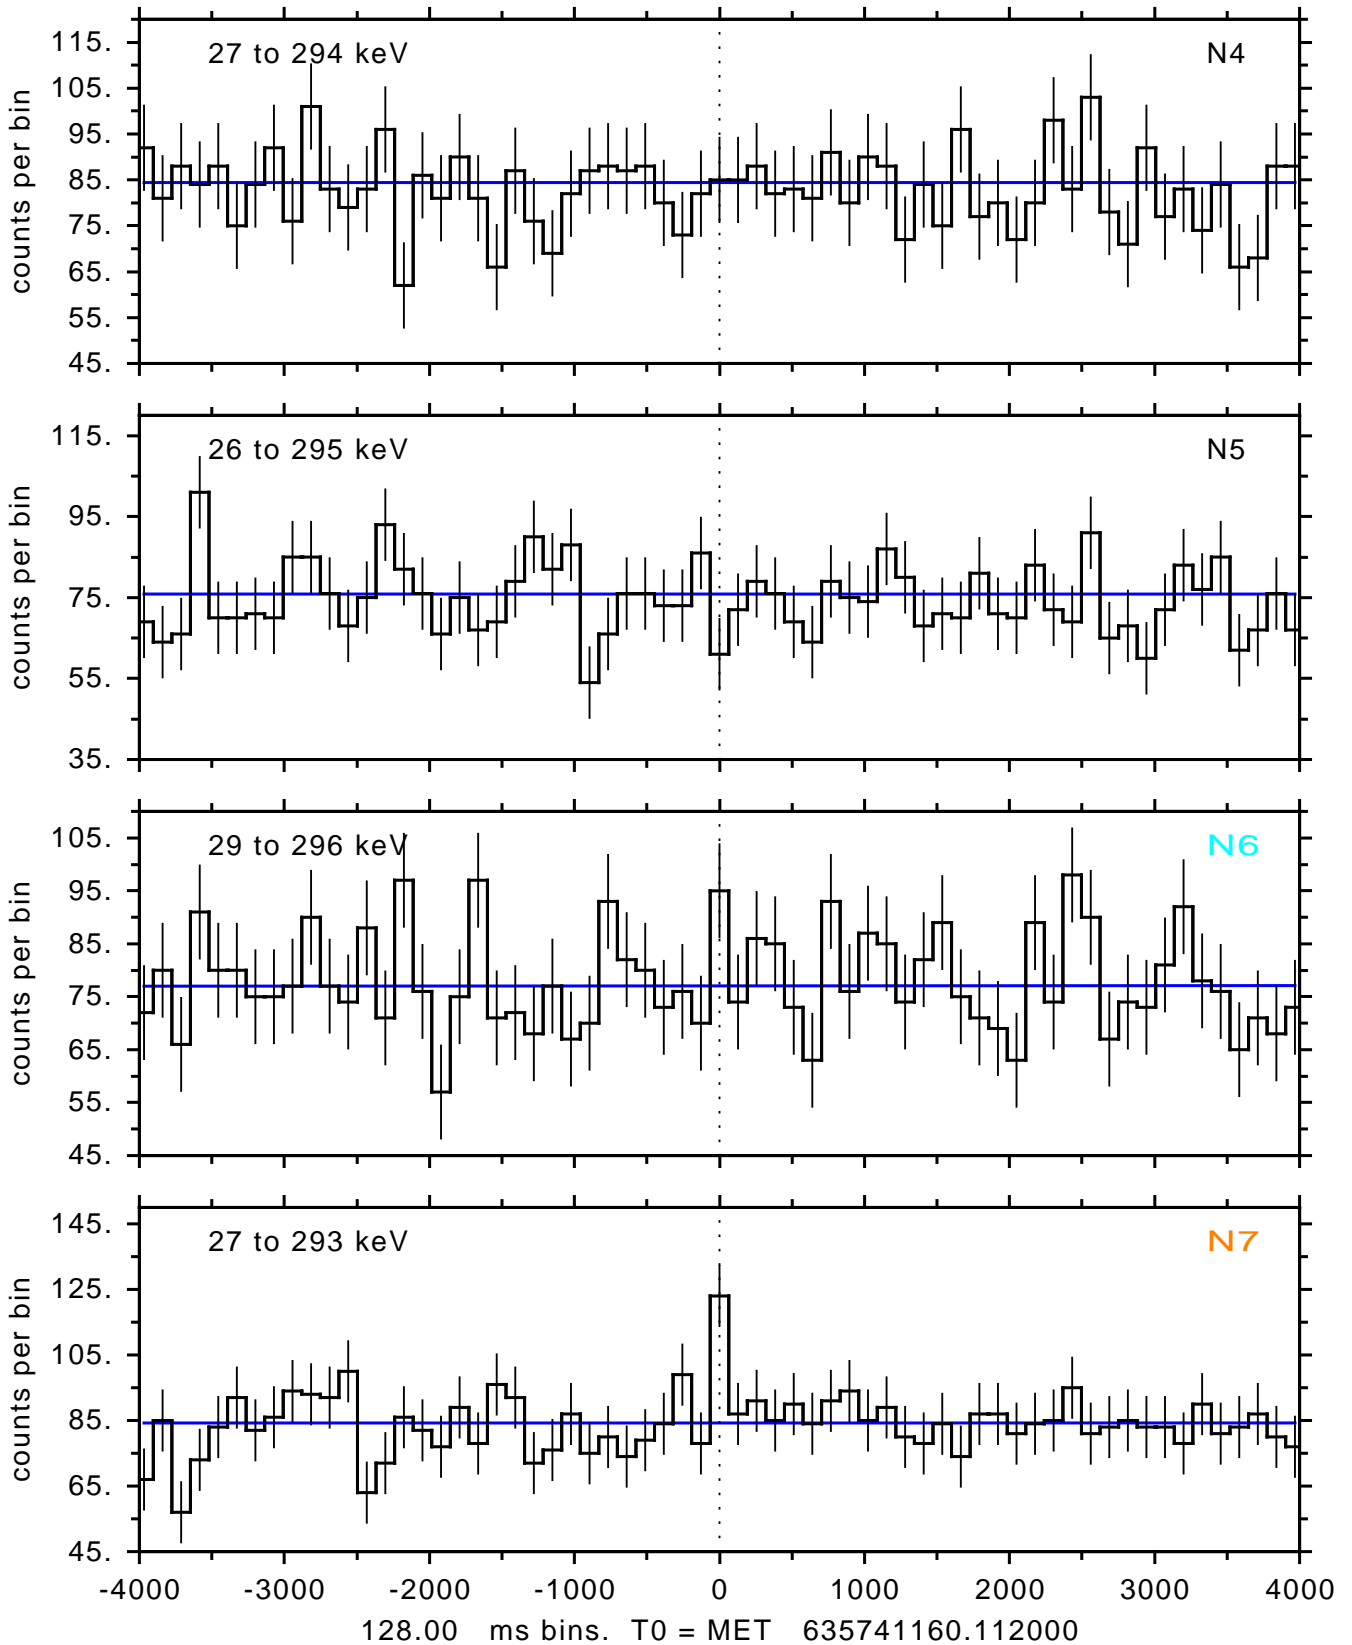 27 to 294 keV N4
counts per bin
115.
105.
95.
85.
75.
65.
55.
45.
26 to 295 keV N5
counts per bin
115.
95.
75.
55.
35.
29 to 296 keV N6
counts per bin
105.
95.
85.
75.
65.
55.
45.
27 to 293 keV N7
counts per bin
145.
125.
105.
85.
65.
45.
-4000 -3000 -2000 -1000 0 1000 2000 3000 4000
128.00 ms bins. T0 = MET 635741160.112000